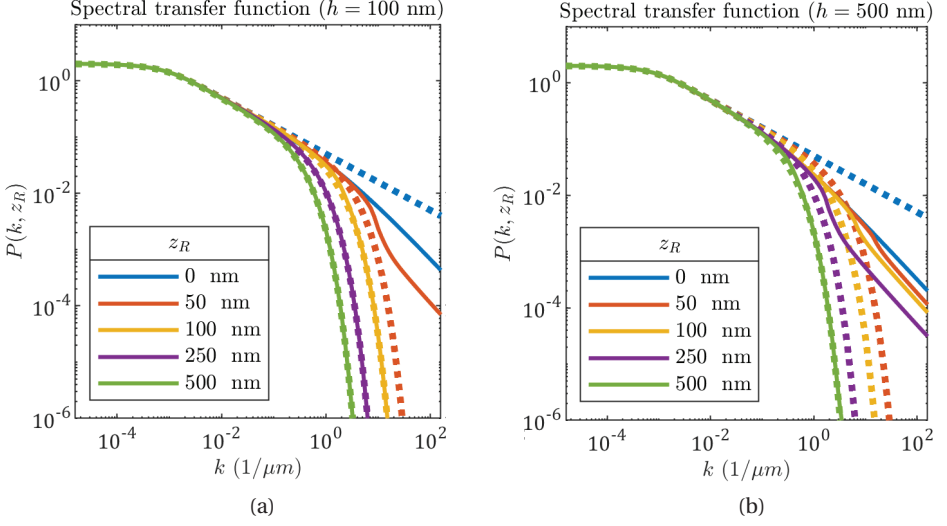 Spectral transfer function (h = 100 nm)
P(k, z_R)
10^0
10^-2
10^-4
10^-6
z_R
0 nm
50 nm
100 nm
250 nm
500 nm
10^-4
10^-2
10^0
10^2
k (1/μm)
(a)
Spectral transfer function (h = 500 nm)
P(k, z_R)
10^0
10^-2
10^-4
10^-6
z_R
0 nm
50 nm
100 nm
250 nm
500 nm
10^-4
10^-2
10^0
10^2
k (1/μm)
(b)